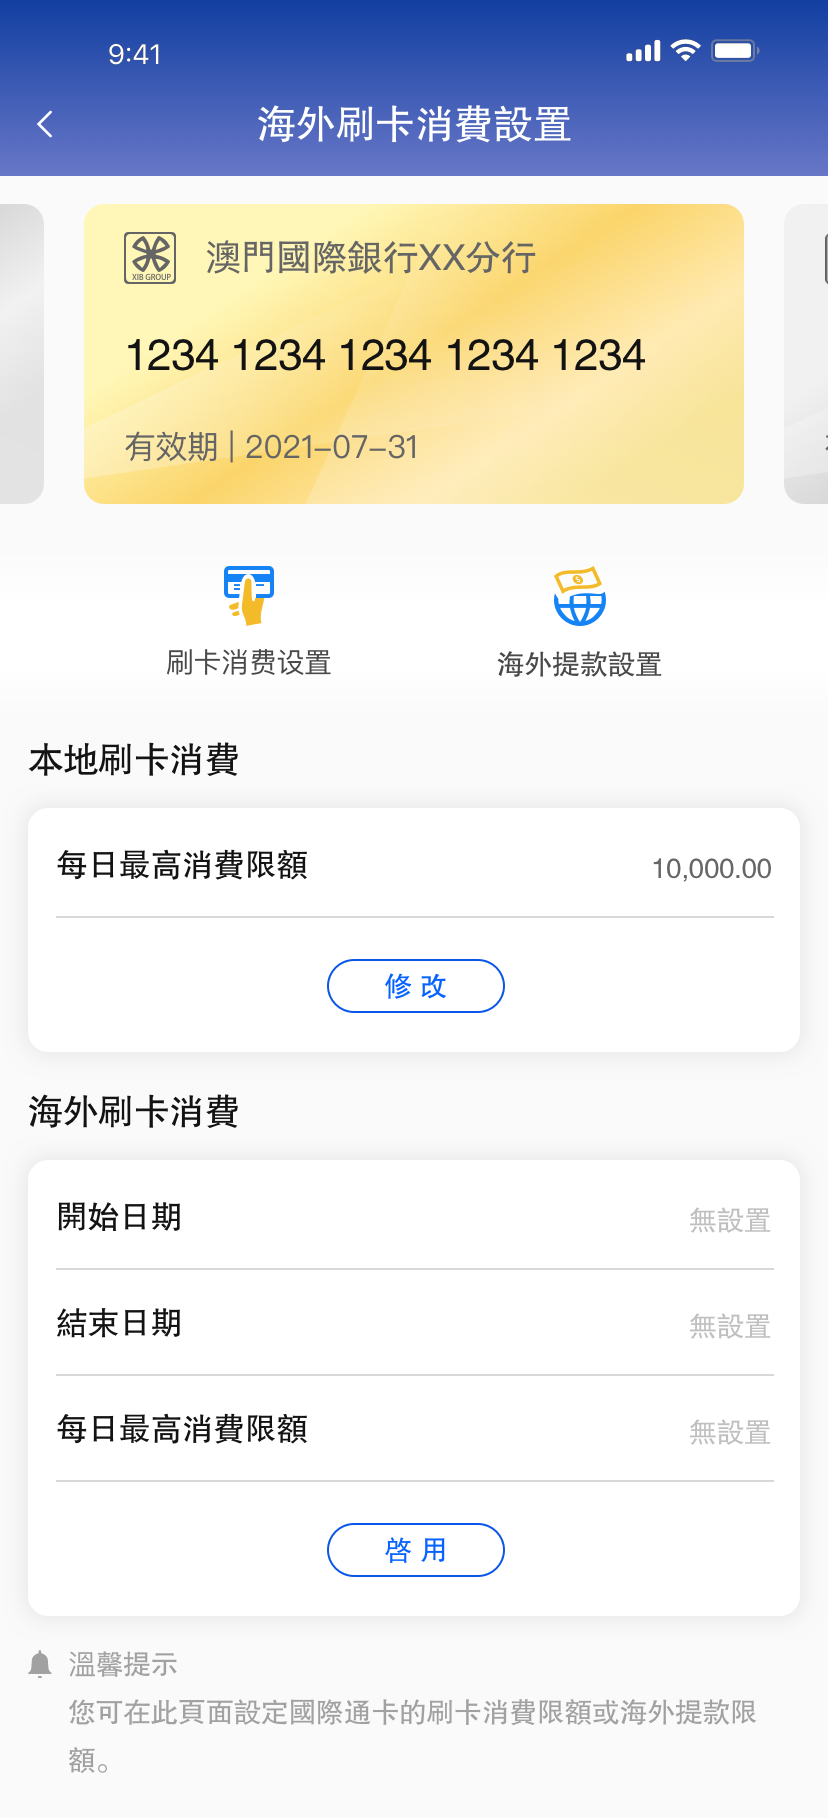 9:41
海外刷卡消費設置
XIB GROUP
澳門國際銀行XX分行
1234 1234 1234 1234 1234
有效期 | 2021-07-31
刷卡消费设置
海外提款設置
本地刷卡消費
每日最高消費限額 10,000.00
修 改
海外刷卡消費
開始日期 無設置
結束日期 無設置
每日最高消費限額 無設置
啓 用
溫馨提示
您可在此頁面設定國際通卡的刷卡消費限額或海外提款限
額。